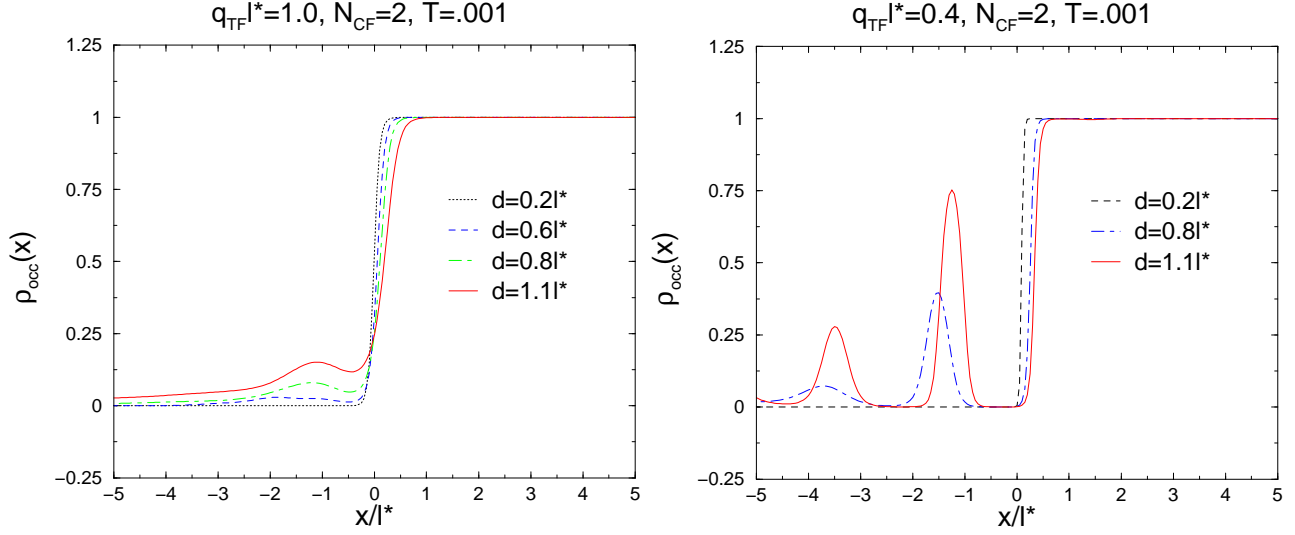 q_TF l*=1.0, N_CF=2, T=.001
1.25
1
0.75
0.5
0.25
0
−0.25
ρ_occ(x)
d=0.2l*
d=0.6l*
d=0.8l*
d=1.1l*
−5 −4 −3 −2 −1 0 1 2 3 4 5
x/l*
q_TF l*=0.4, N_CF=2, T=.001
1.25
1
0.75
0.5
0.25
0
−0.25
ρ_occ(x)
d=0.2l*
d=0.8l*
d=1.1l*
−5 −4 −3 −2 −1 0 1 2 3 4 5
x/l*